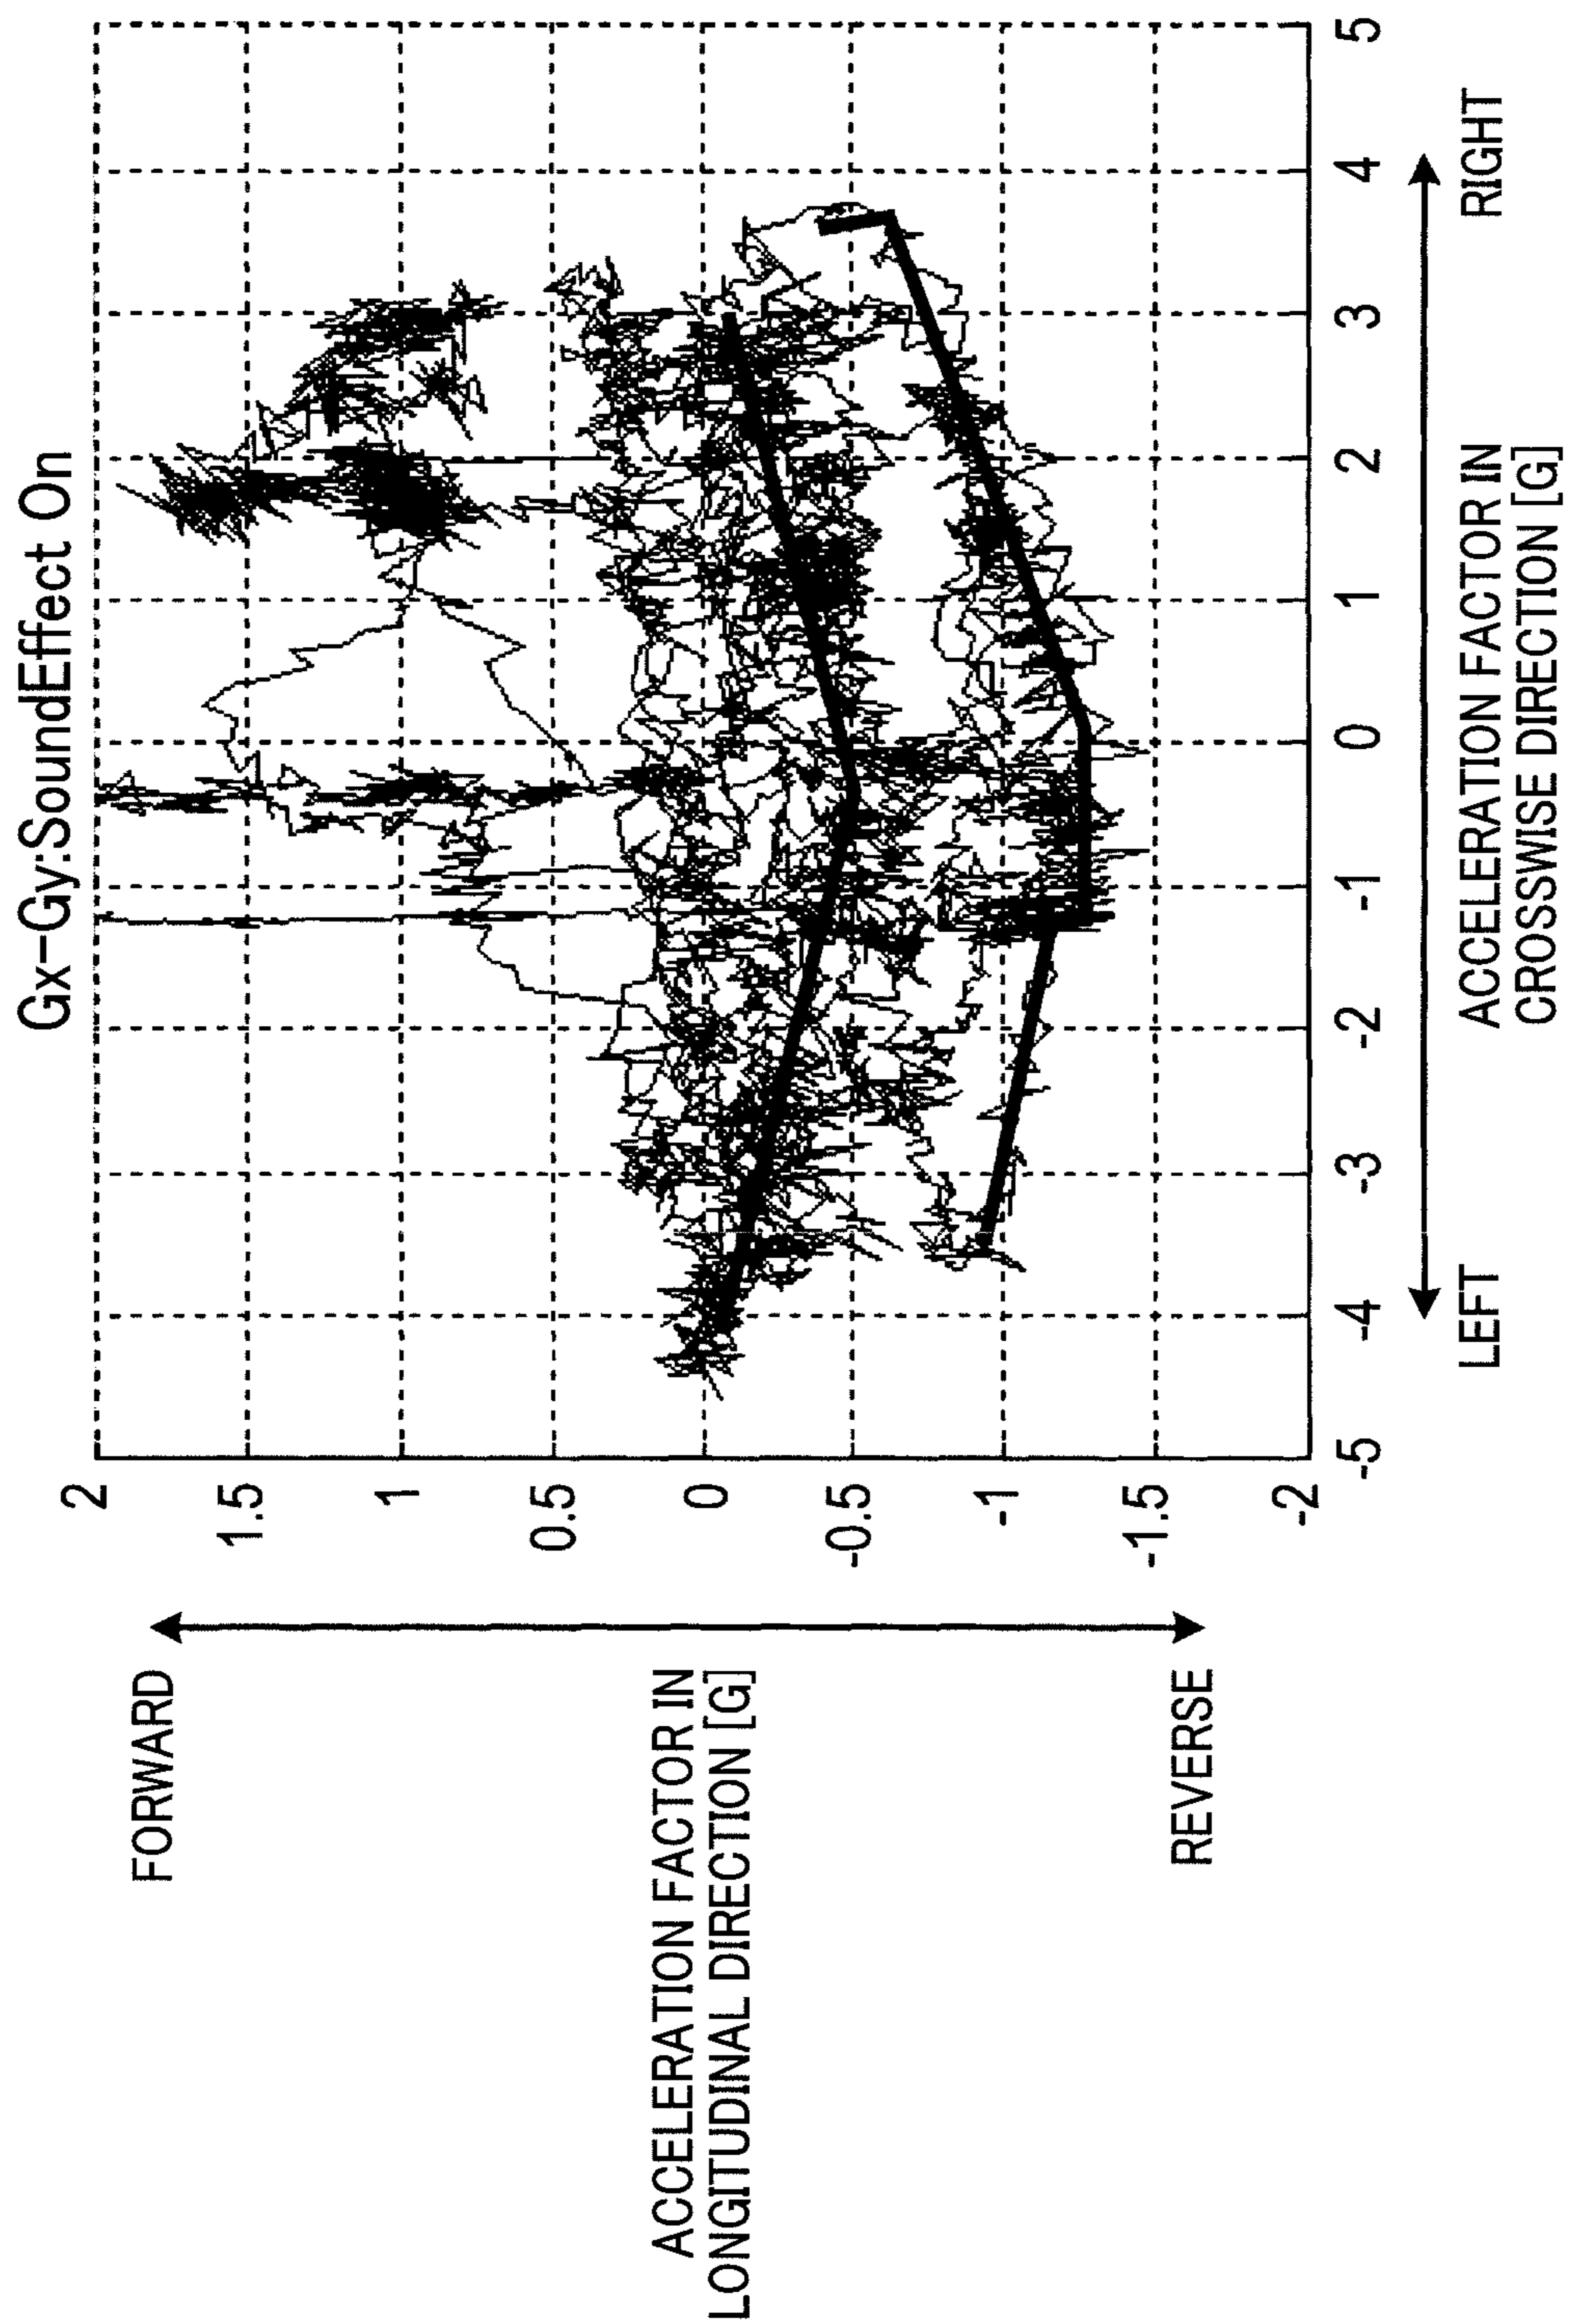 Gx-Gy:SoundEffect On
FORWARD
ACCELERATION FACTOR IN
LONGITUDINAL DIRECTION [G]
REVERSE
2
1.5
1
0.5
0
-0.5
-1
-1.5
-2
-5
-4
-3
-2
-1
0
1
2
3
4
5
LEFT
ACCELERATION FACTOR IN
CROSSWISE DIRECTION [G]
RIGHT